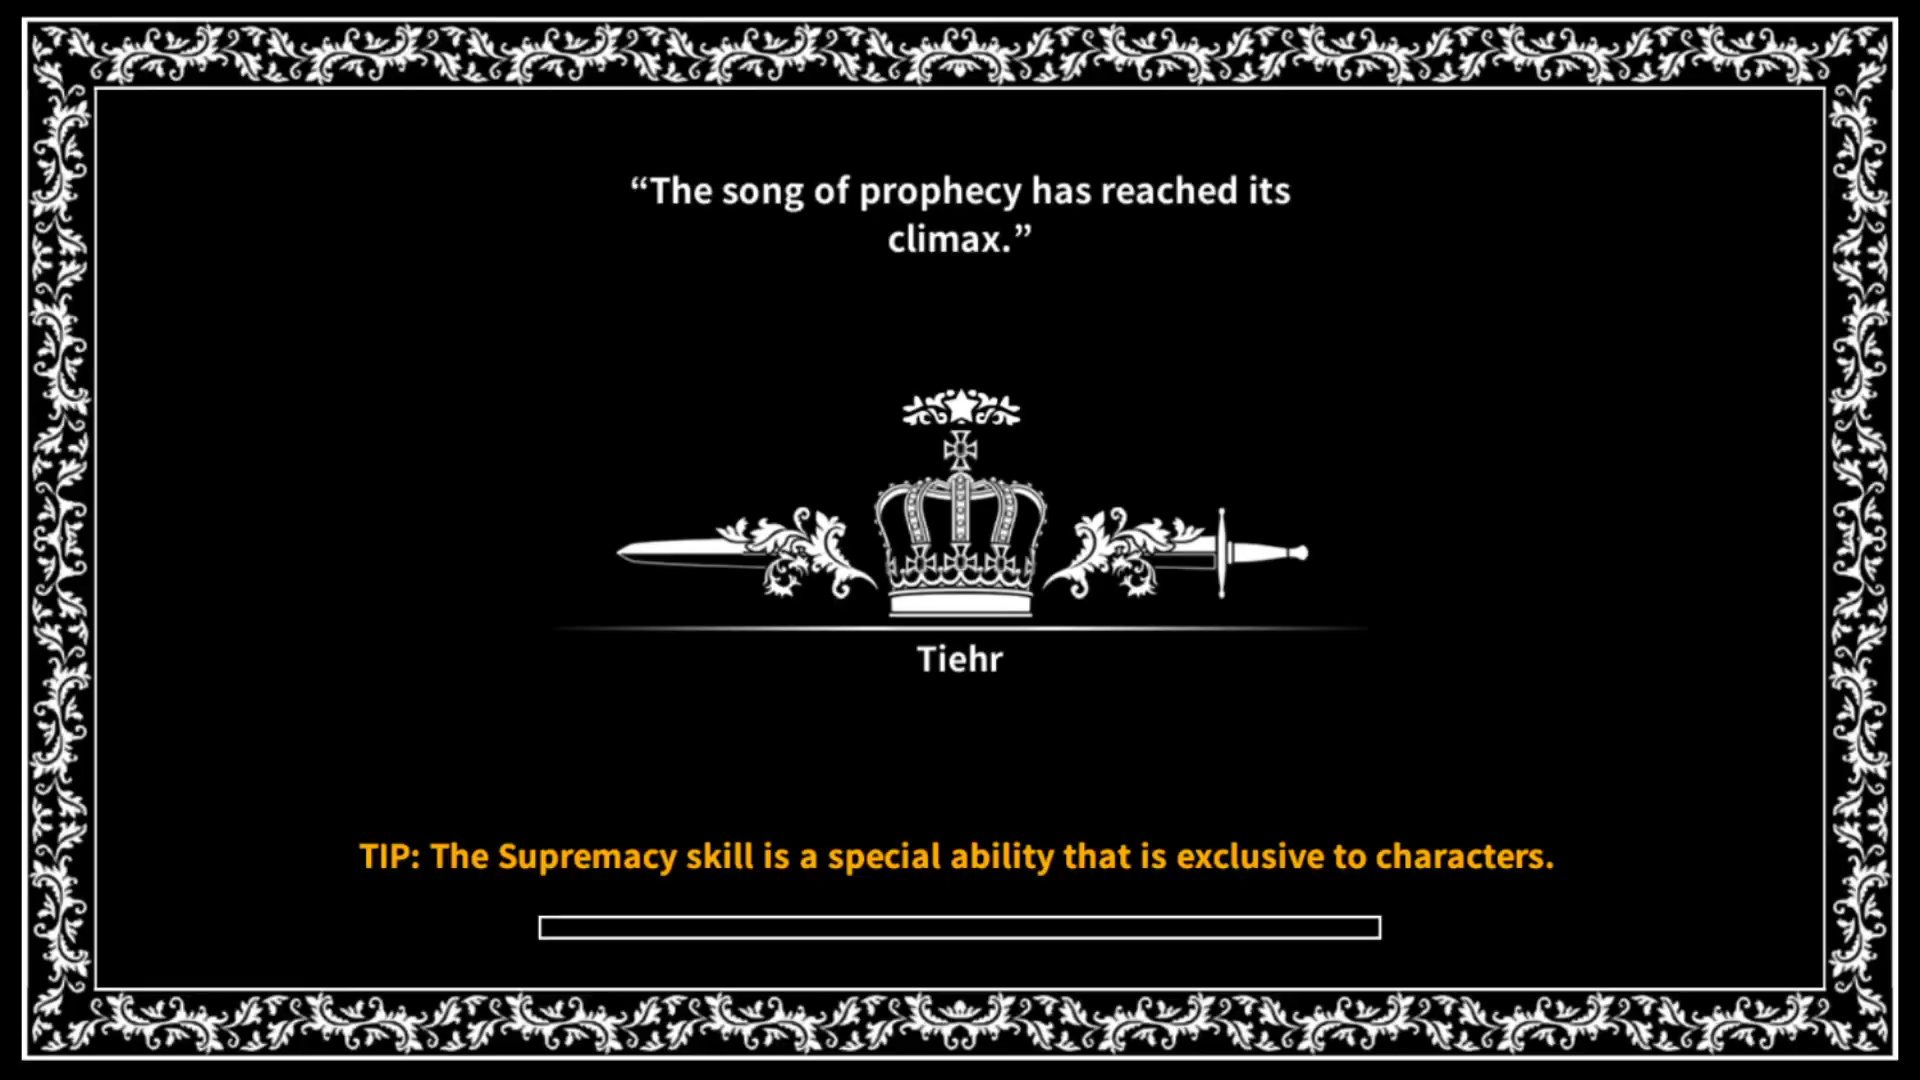 “The song of prophecy has reached its
climax.”
Tiehr
TIP: The Supremacy skill is a special ability that is exclusive to characters.